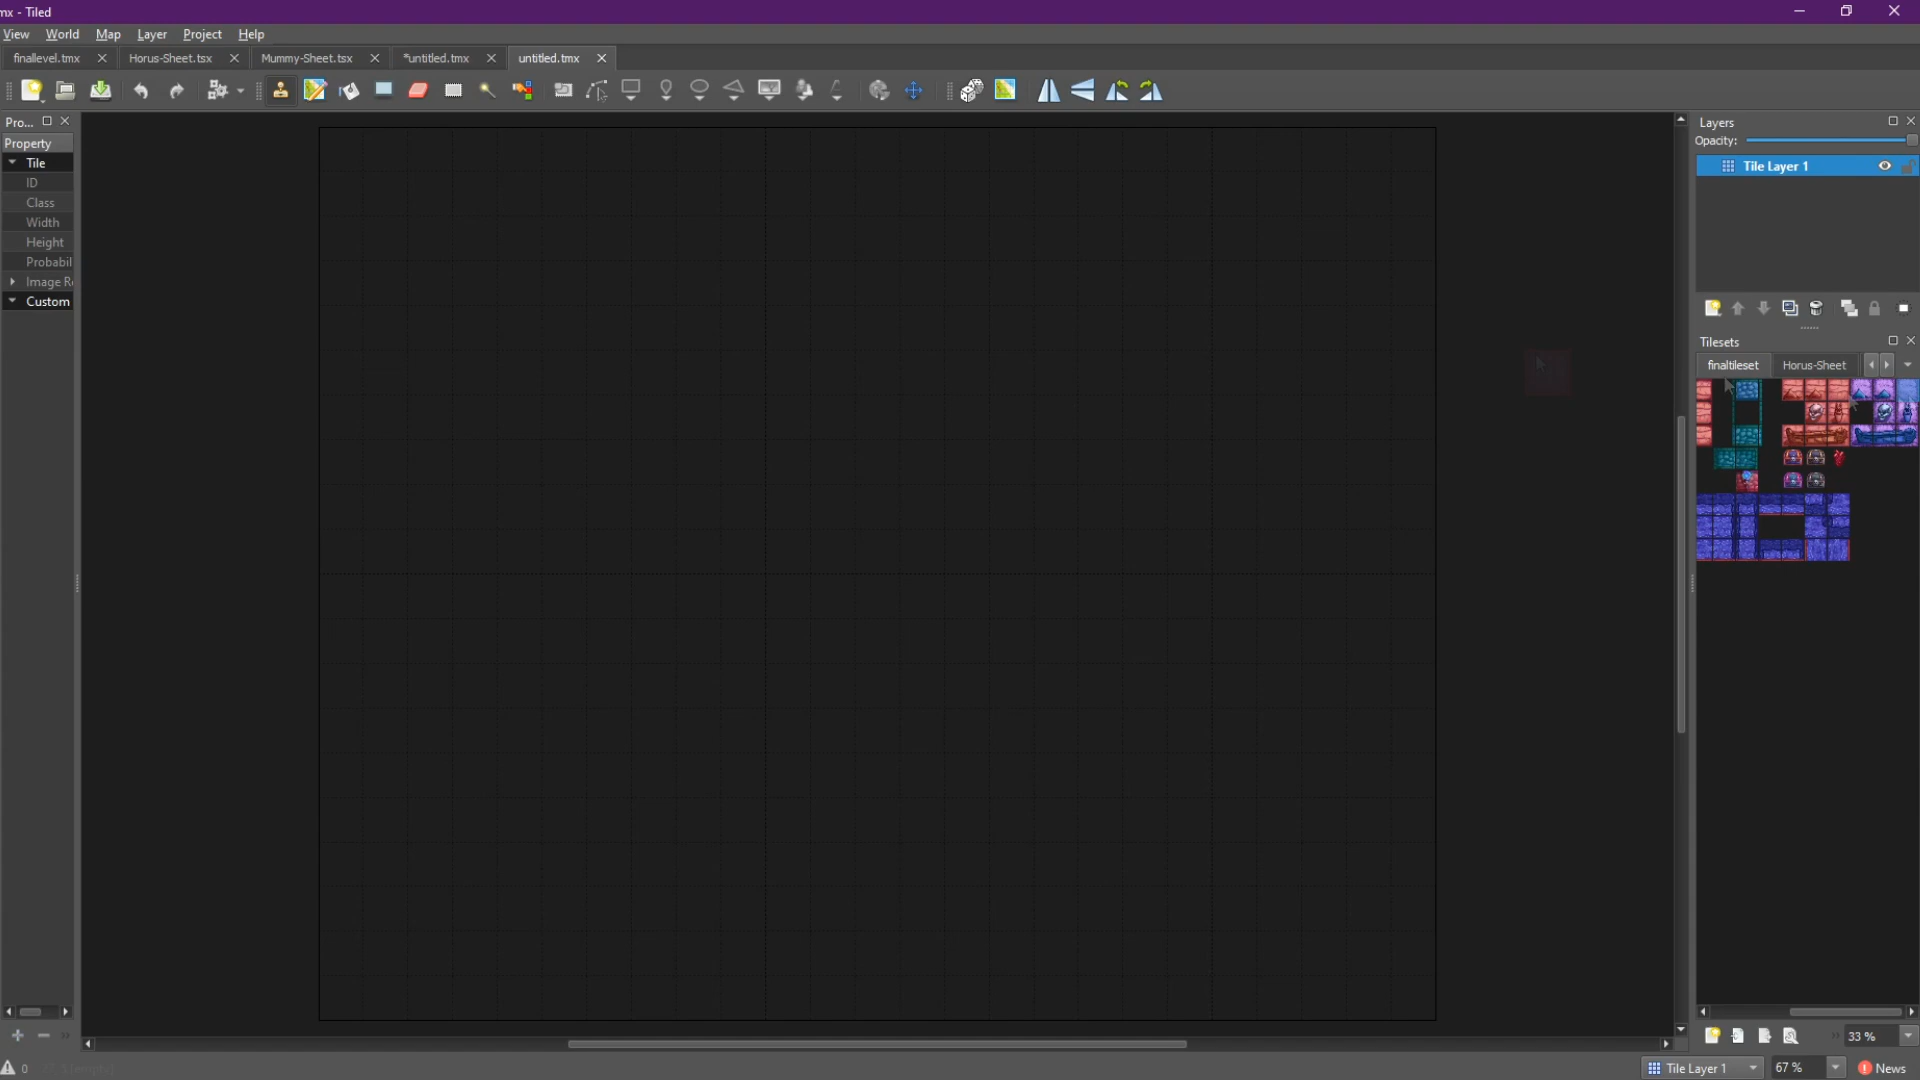 mx - Tiled
View World Map Layer Project Help
finallevel.tmx Horus-Sheet.tsx Mummy-Sheet.tsx *untitled.tmx untitled.tmx
Pro...
Property
Tile
ID
Class
Width
Height
Probabil
Image R
Custom
Layers
Opacity:
Tile Layer 1
Tilesets
finaltileset Horus-Sheet
33 %
0
Tile Layer 1 67 % News